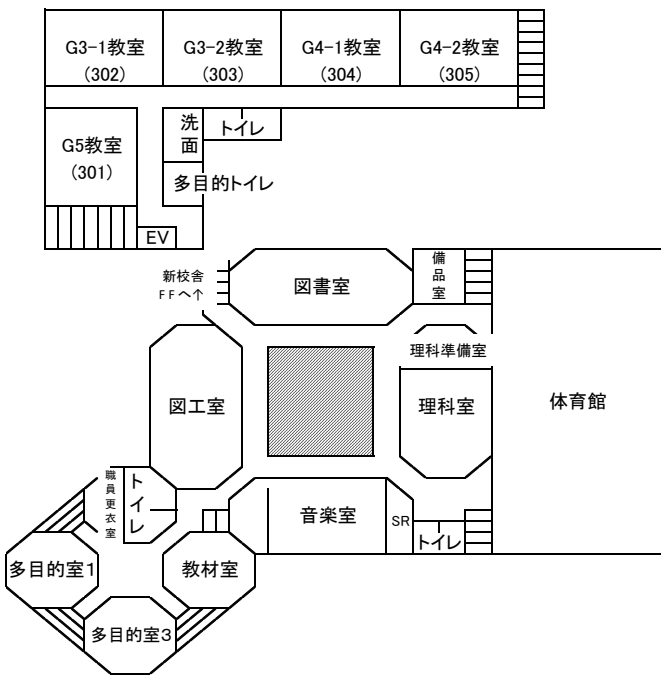 G3-1教室
(302)
G3-2教室
(303)
G4-1教室
(304)
G4-2教室
(305)
G5教室
(301)
洗面
トイレ
多目的トイレ
EV
新校舎
FFへ↑
図書室
備品室
理科準備室
図工室
理科室
体育館
職員更衣室
トイレ
音楽室
SR
トイレ
多目的室1
教材室
多目的室3